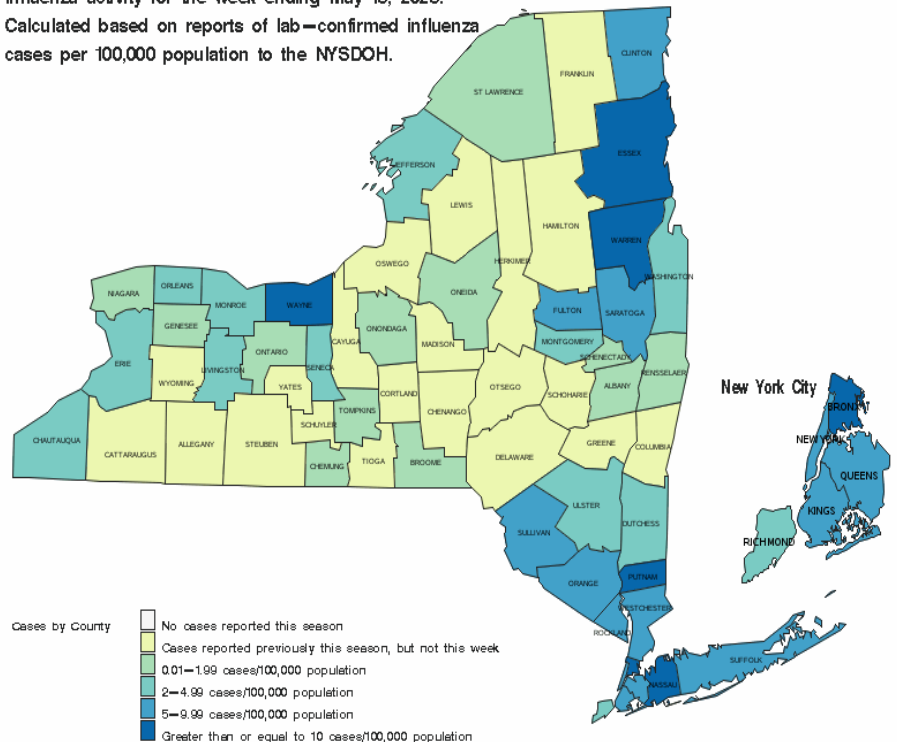 Calculated based on reports of lab-confirmed influenza
cases per 100,000 population to the NYSDOH.
CLINTON
FRANKLIN
ST LAWRENCE
ESSEX
JEFFERSON
LEWIS
HAMILTON
WARREN
HERKIMER
OSWEGO
WASHINGTON
ONEIDA
NIAGARA
ORLEANS
MONROE
WAYNE
FULTON
SARATOGA
GENESEE
ONONDAGA
CAYUGA
MADISON
MONTGOMERY
ONTARIO
SCHENECTADY
ERIE
LIVINGSTON
SENECA
RENSSELAER
WYOMING
YATES
CORTLAND
OTSEGO
SCHOHARIE
ALBANY
New York City
TOMPKINS
CHENANGO
SCHUYLER
BRONX
CHAUTAUQUA
CATTARAUGUS
ALLEGANY
STEUBEN
GREENE
COLUMBIA
NEW YORK
CHEMUNG
TIOGA
BROOME
DELAWARE
QUEENS
ULSTER
KINGS
DUTCHESS
SULLIVAN
RICHMOND
ORANGE
PUTNAM
WESTCHESTER
ROCKLAND
SUFFOLK
NASSAU
Cases by County
No cases reported this season
Cases reported previously this season, but not this week
0.01-1.99 cases/100,000 population
2-4.99 cases/100,000 population
5-9.99 cases/100,000 population
Greater than or equal to 10 cases/100,000 population